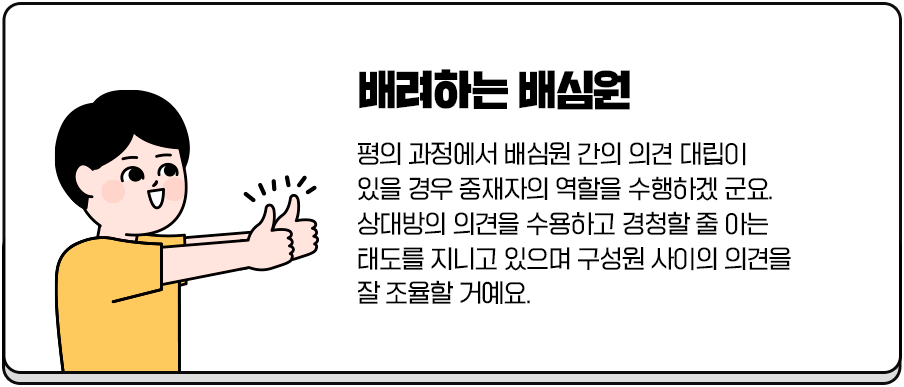 배려하는 배심원
평의 과정에서 배심원 간의 의견 대립이
있을 경우 중재자의 역할을 수행하겠 군요.
상대방의 의견을 수용하고 경청할 줄 아는
태도를 지니고 있으며 구성원 사이의 의견을
잘 조율할 거예요.